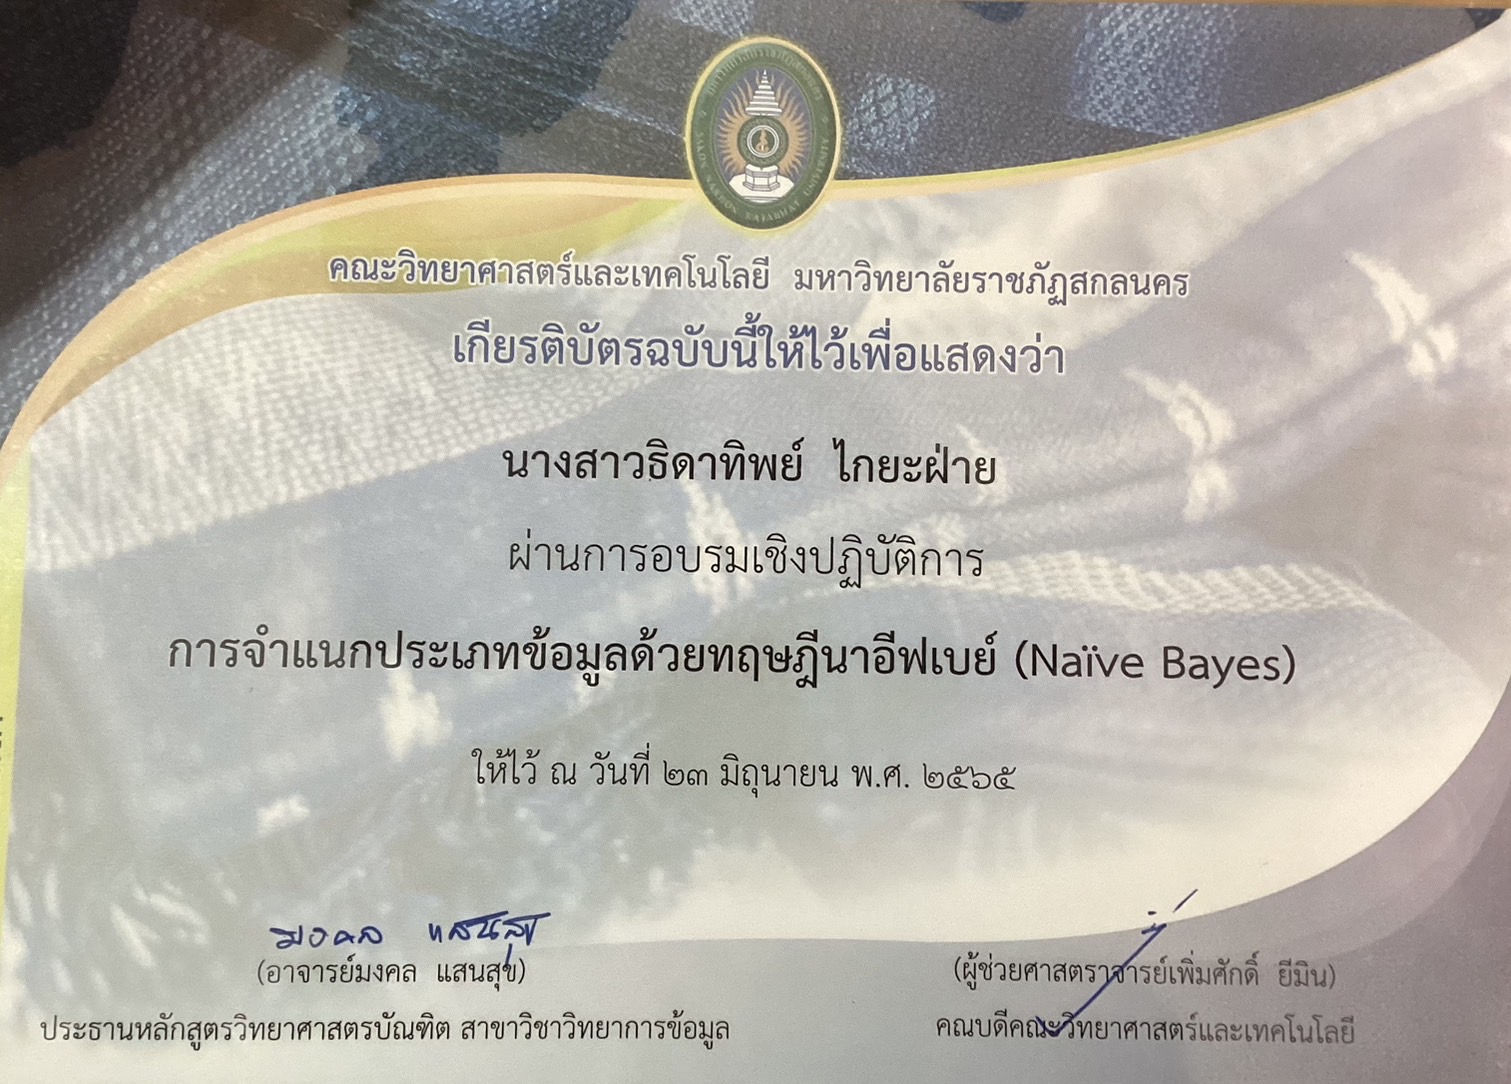 SAKON NAKHON RAJABHAT UNIVERSITY
คณะวิทยาศาสตร์และเทคโนโลยี มหาวิทยาลัยราชภัฏสกลนคร
เกียรติบัตรฉบับนี้ให้ไว้เพื่อแสดงว่า
นางสาวธิดาทิพย์ ไกยะฝ่าย
ผ่านการอบรมเชิงปฏิบัติการ
การจำแนกประเภทข้อมูลด้วยทฤษฎีนาอีฟเบย์ (Naïve Bayes)
ให้ไว้ ณ วันที่ ๒๓ มิถุนายน พ.ศ. ๒๕๖๕
มงคล แสนสุข
(อาจารย์มงคล แสนสุข)
ประธานหลักสูตรวิทยาศาสตรบัณฑิต สาขาวิชาวิทยาการข้อมูล
(ผู้ช่วยศาสตราจารย์เพิ่มศักดิ์ ยีมิน)
คณบดีคณะวิทยาศาสตร์และเทคโนโลยี